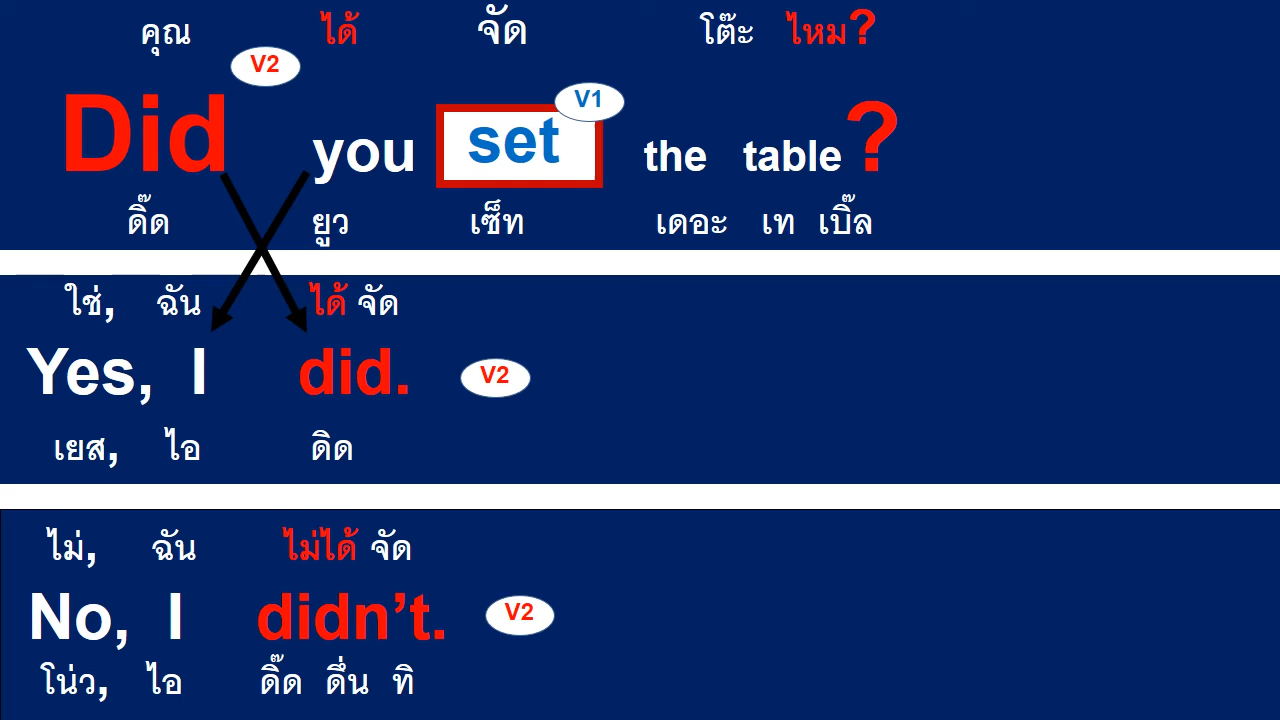 คุณ ได้ จัด โต๊ะ ไหม?
V2
V1
Did you set the table ?
ดิ๊ด ยูว เซ็ท เดอะ เท เบิ๊ล
ใช่, ฉัน ได้ จัด
Yes, I did. V2
เยส, ไอ ดิด
ไม่, ฉัน ไม่ได้ จัด
No, I didn’t. V2
โน่ว, ไอ ดิ๊ด ดึ่น ทิ